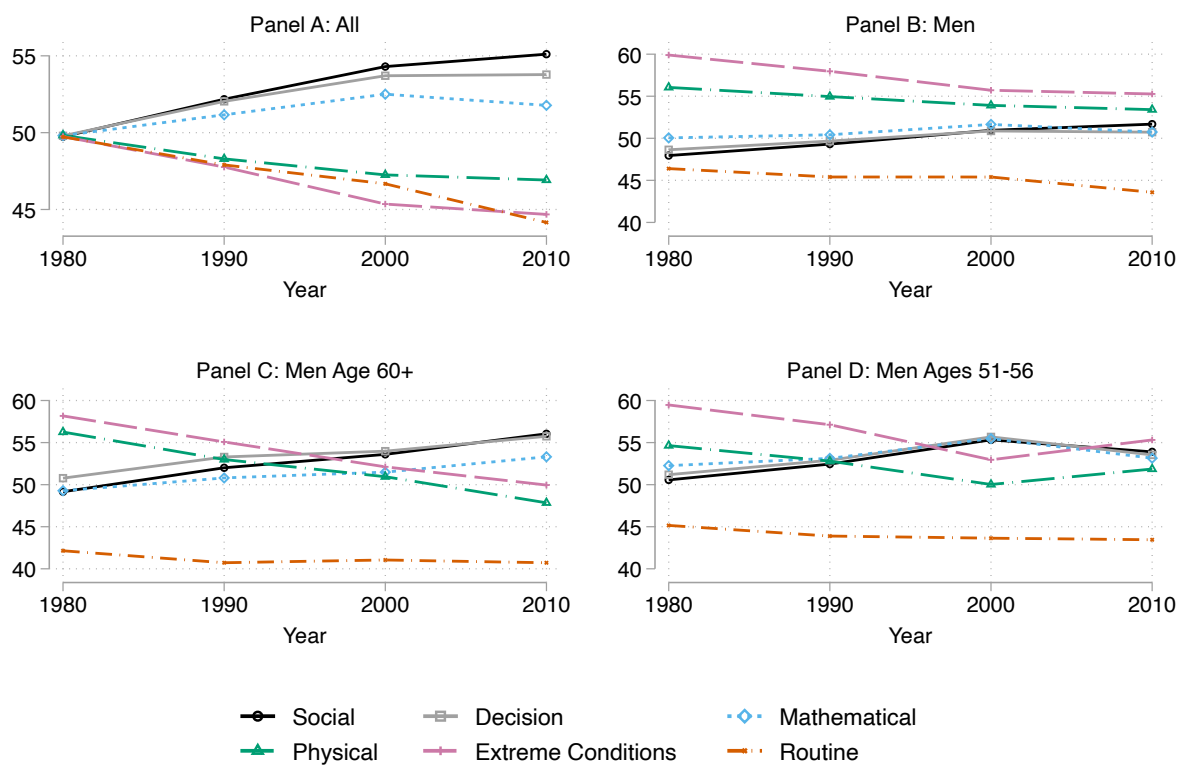 Panel A: All
55
50
45
1980 1990 2000 2010
Year
Panel B: Men
60
55
50
45
40
1980 1990 2000 2010
Year
Panel C: Men Age 60+
60
55
50
45
40
1980 1990 2000 2010
Year
Panel D: Men Ages 51-56
60
55
50
45
40
1980 1990 2000 2010
Year
Social Decision Mathematical
Physical Extreme Conditions Routine